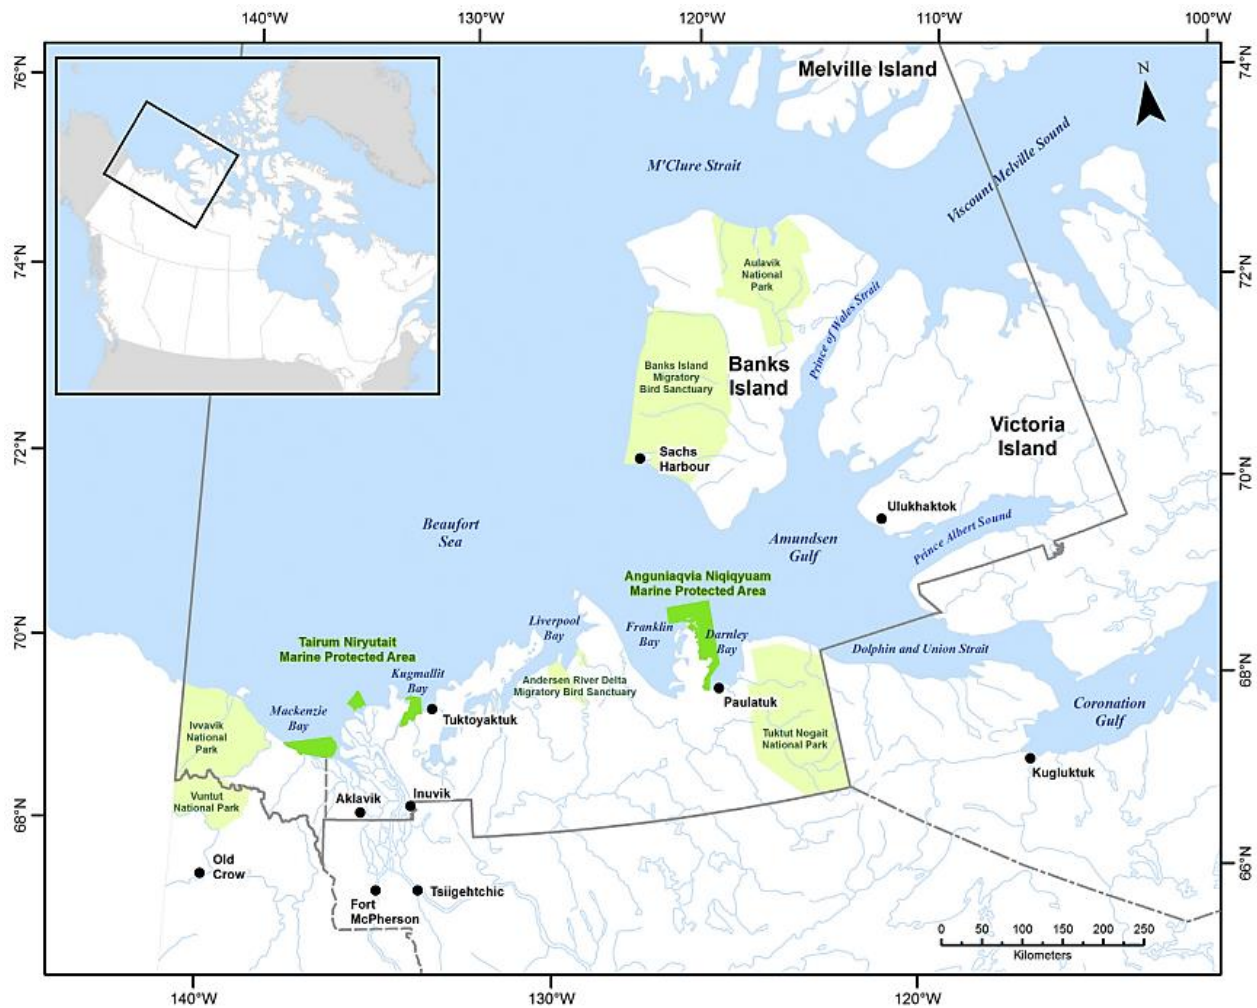 140°W
130°W
120°W
110°W
100°W
76°N
74°N
72°N
70°N
68°N
74°N
72°N
70°N
68°N
66°N
N
Melville Island
M'Clure Strait
Viscount Melville Sound
Aulavik
National
Park
Prince of Wales Strait
Banks Island
Migratory
Bird Sanctuary
Banks
Island
Victoria
Island
Sachs
Harbour
Ulukhaktok
Prince Albert Sound
Beaufort
Sea
Amundsen
Gulf
Anguniaqvia Niqiqyuam
Marine Protected Area
Liverpool
Bay
Franklin
Bay
Darnley
Bay
Tairum Niryutait
Marine Protected Area
Kugmallit
Bay
Dolphin and Union Strait
Andersen River Delta
Migratory Bird Sanctuary
Paulatuk
Mackenzie
Bay
Tuktoyaktuk
Coronation
Gulf
Ivvavik
National
Park
Tuktut Nogait
National Park
Kugluktuk
Vuntut
National Park
Aklavik
Inuvik
Old
Crow
Fort
McPherson
Tsiigehtchic
0 50 100 150 200 250
Kilometers
140°W
130°W
120°W